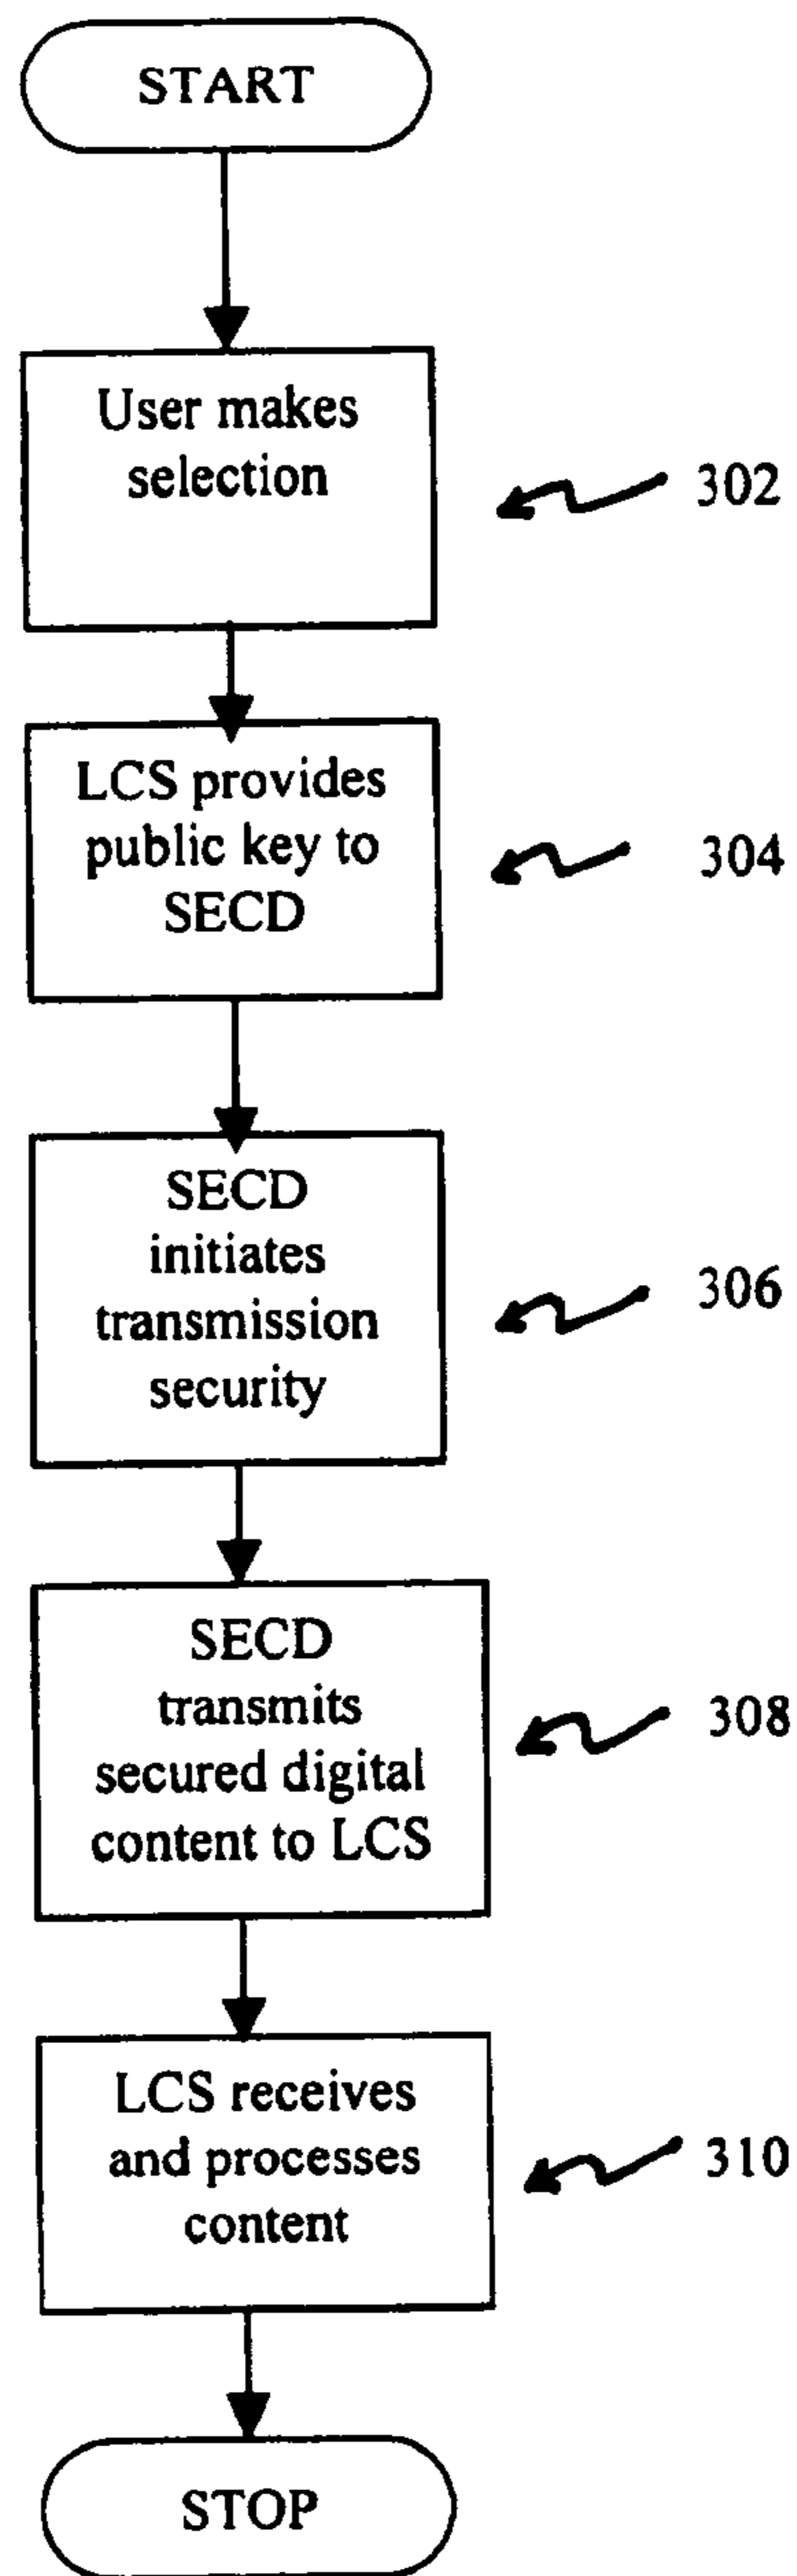 START
User makes
selection
302
LCS provides
public key to
SECD
304
SECD
initiates
transmission
security
306
SECD
transmits
secured digital
content to LCS
308
LCS receives
and processes
content
310
STOP